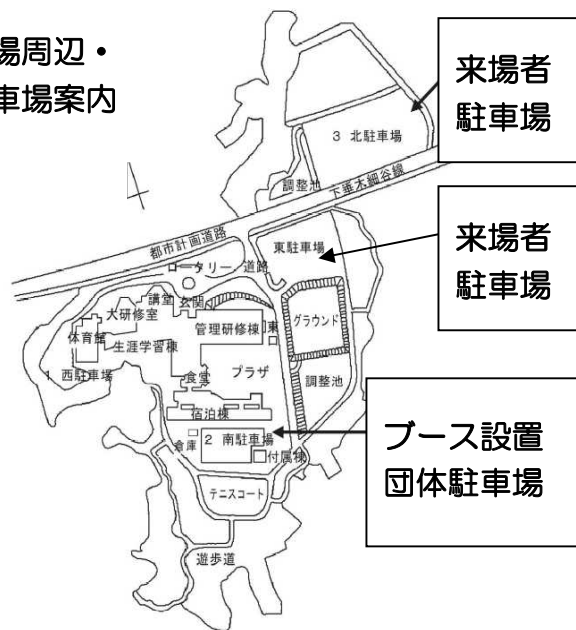 場周辺・
車場案内
来場者
駐車場
3 北駐車場
調整池
下垂木細谷線
都市計画道路
東駐車場
来場者
駐車場
ロータリー 道路
講堂
玄関
大研修室
グラウンド
管理研修棟
東
体育館
生涯学習棟
1 西駐車場
食堂
プラザ
調整池
宿泊棟
倉庫
2 南駐車場
付属棟
ブース設置
団体駐車場
テニスコート
遊歩道